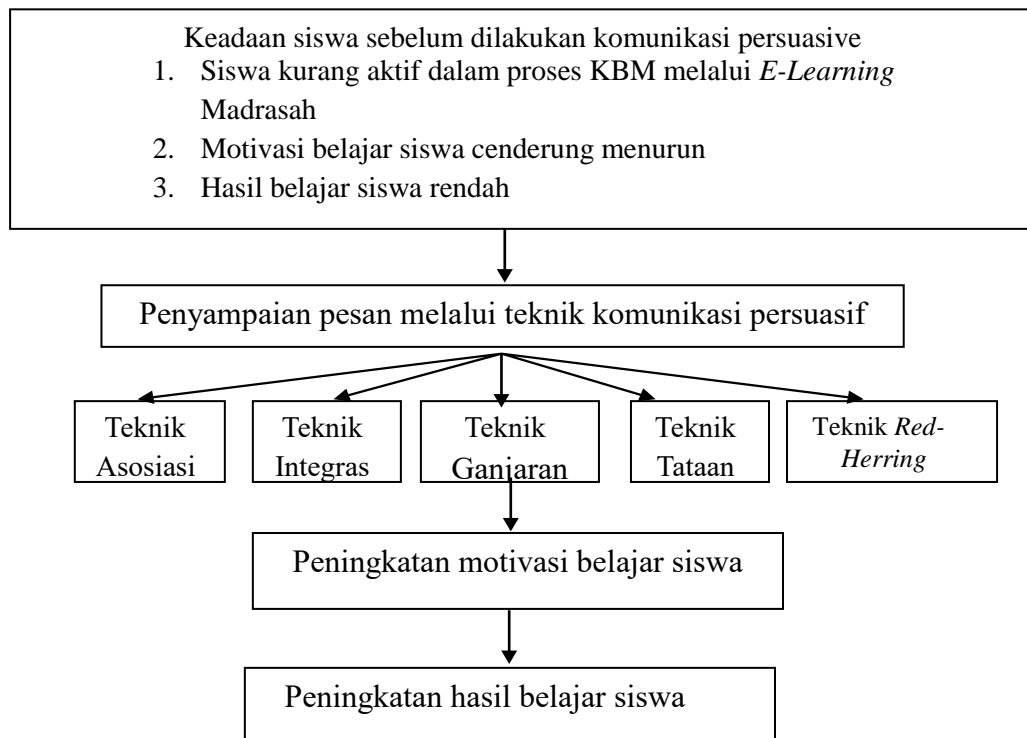 Keadaan siswa sebelum dilakukan komunikasi persuasive
1. Siswa kurang aktif dalam proses KBM melalui E-Learning
Madrasah
2. Motivasi belajar siswa cenderung menurun
3. Hasil belajar siswa rendah
Penyampaian pesan melalui teknik komunikasi persuasif
Teknik
Asosiasi
Teknik
Integras
Teknik
Ganjaran
Teknik
Tataan
Teknik Red-
Herring
Peningkatan motivasi belajar siswa
Peningkatan hasil belajar siswa